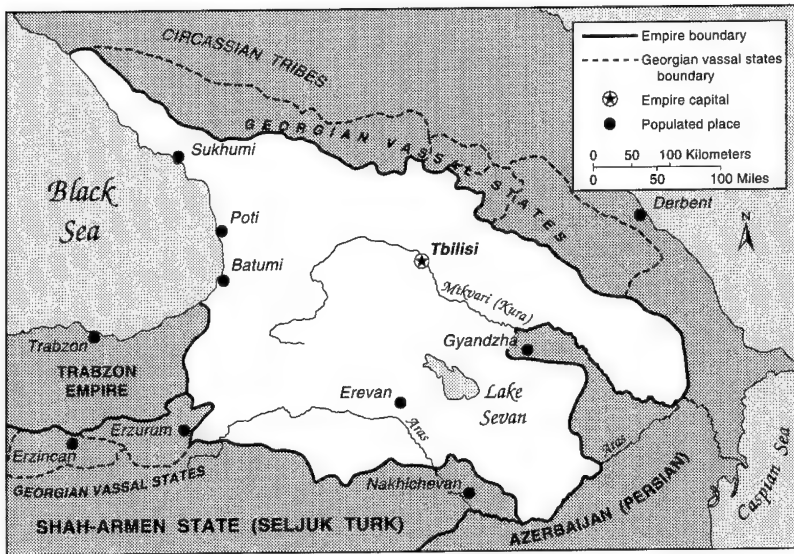 CIRCASSIAN TRIBES
GEORGIAN VASSAL STATES
Empire boundary
Georgian vassal states
boundary
Empire capital
Populated place
0 50 100 Kilometers
0 50 100 Miles
N
Sukhumi
Black
Sea
Poti
Batumi
Tbilisi
Mtkvari (Kura)
Derbent
Trabzon
TRABZON
EMPIRE
Gyandzha
Erevan
Lake
Sevan
Aras
Aras
Erzurum
Erzincan
GEORGIAN VASSAL STATES
Nakhichevan
SHAH-ARMEN STATE (SELJUK TURK)
AZERBAIJAN (PERSIAN)
Caspian Sea